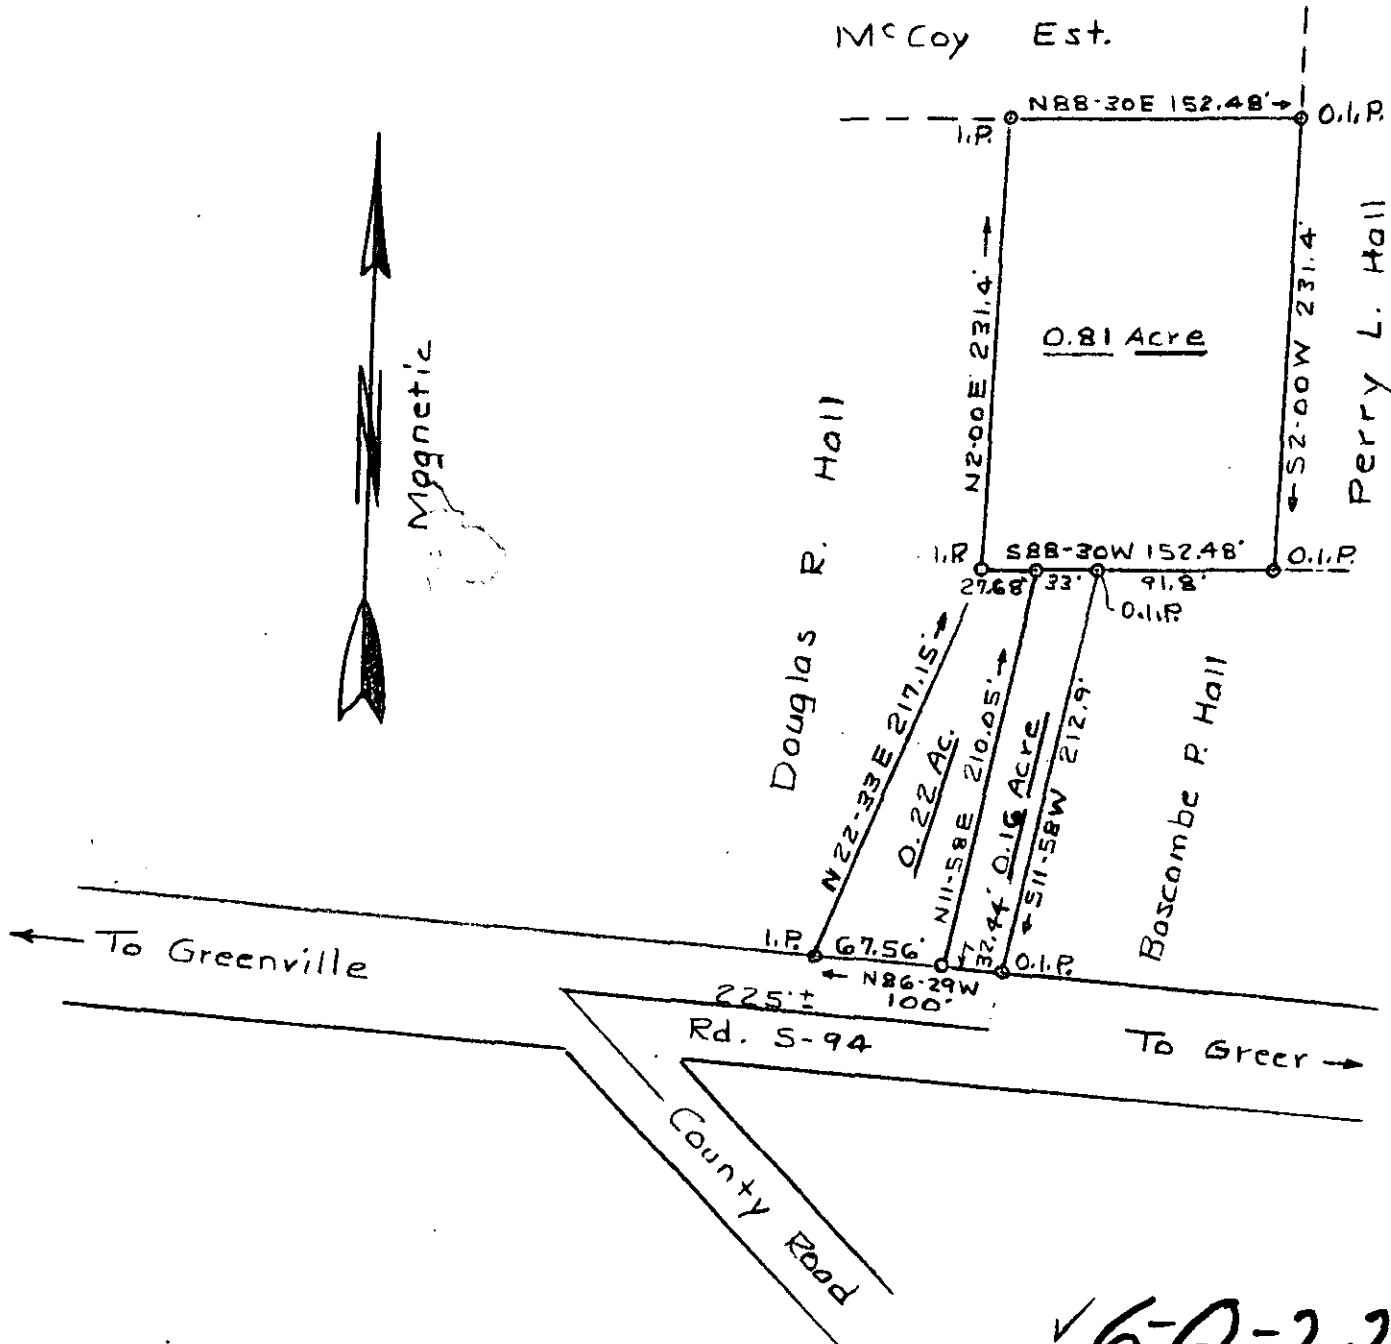 McCoy Est.
N88-30E 152.48'
O.I.P.
I.P.
N2-00E 231.4'
0.81 Acre
S2-00W 231.4'
Perry L. Hall
Magnetic
N
Douglas R. Hall
I.P.
S88-30W 152.48'
O.I.P.
27.68'
33'
91.8'
O.I.P.
N22-33E 217.15'
0.22 Ac.
N11-58E 210.05'
0.16 Acre
S11-58W 212.9'
Boscombe P. Hall
To Greenville
I.P.
67.56'
32.44'
O.I.P.
N86-29W
100'
225'±
Rd. S-94
To Greer
County Road